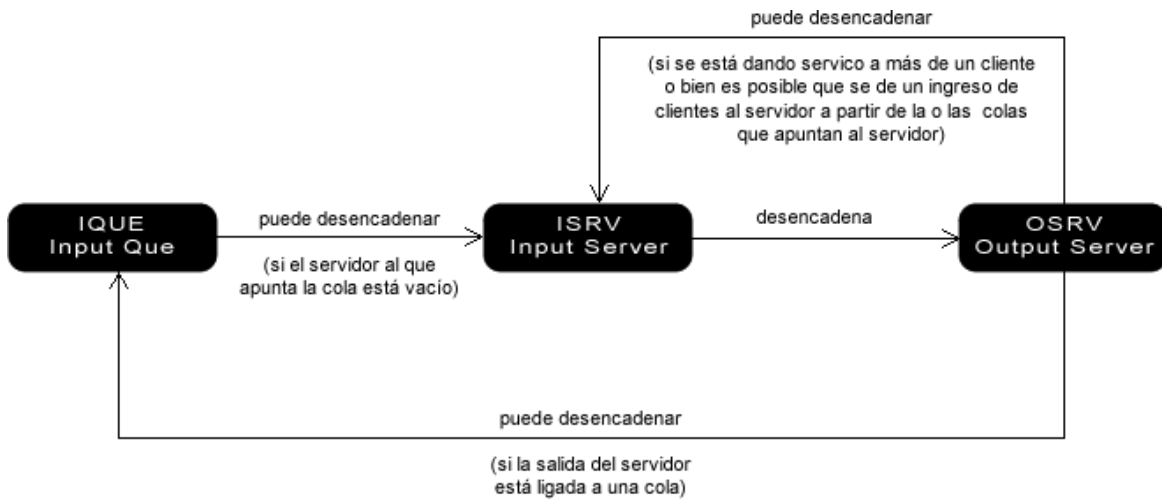 puede desencadenar
(si se está dando servico a más de un cliente
o bien es posible que se de un ingreso de
clientes al servidor a partir de la o las colas
que apuntan al servidor)
IQUE
Input Que
puede desencadenar
(si el servidor al que
apunta la cola está vacío)
ISRV
Input Server
desencadena
OSRV
Output Server
puede desencadenar
(si la salida del servidor
está ligada a una cola)